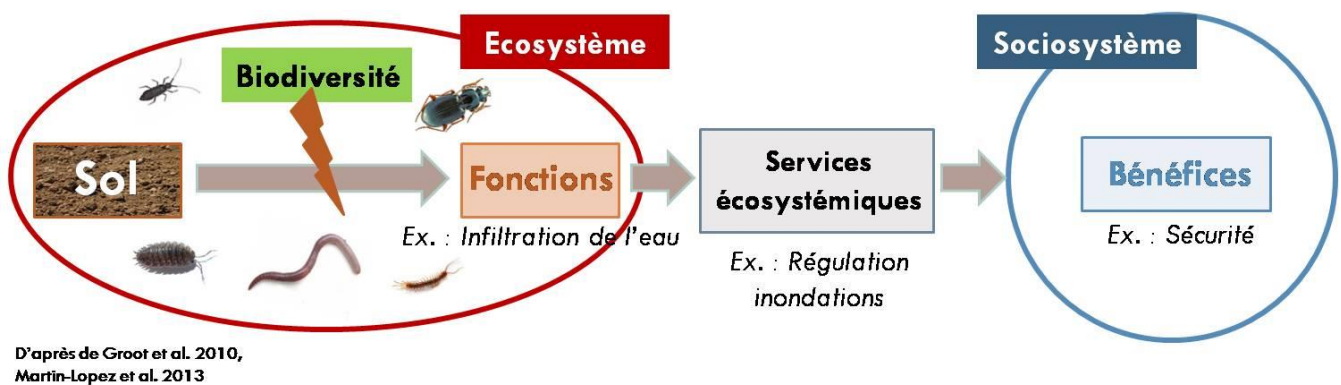 Ecosystème
Sociosystème
Biodiversité
Sol
Fonctions
Services
écosystémiques
Bénéfices
Ex. : Infiltration de l'eau
Ex. : Sécurité
Ex. : Régulation
inondations
D'après de Groot et al. 2010,
Martin-Lopez et al. 2013